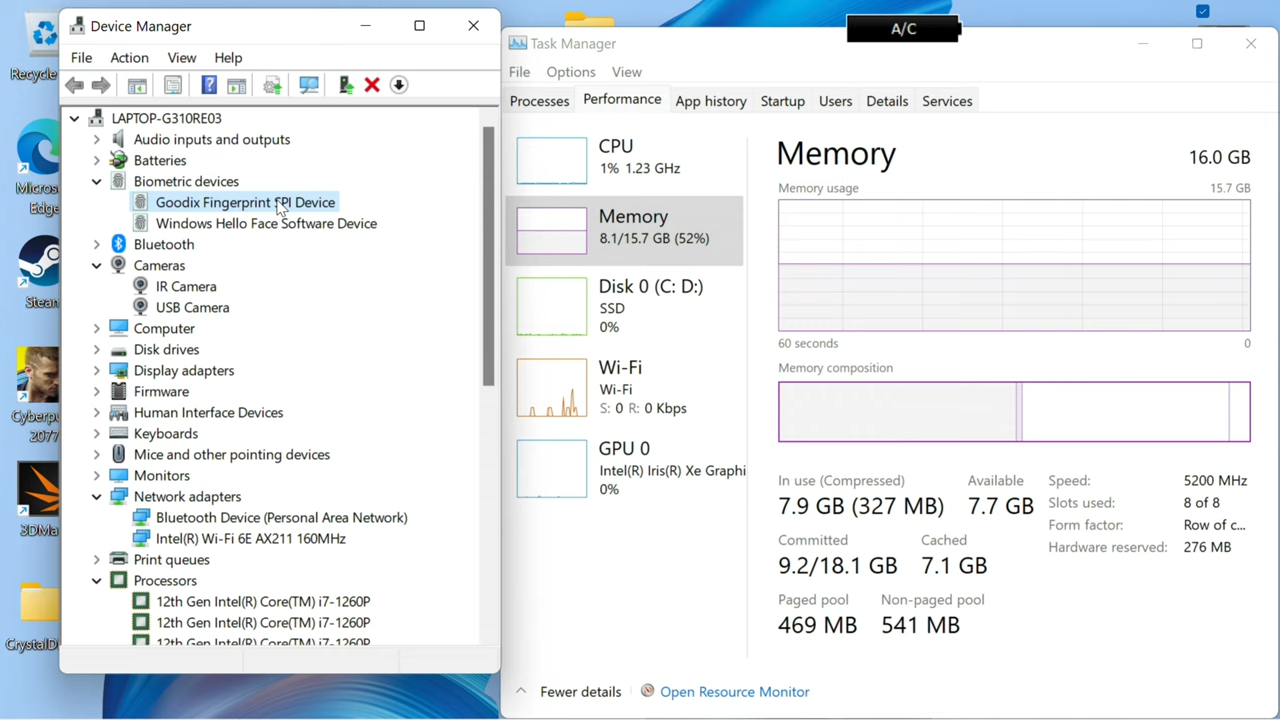 Recycle
Micros
Edge
Steam
Cyberpu
2077
3DMa
CrystalD
Device Manager
File Action View Help
LAPTOP-G310RE03
Audio inputs and outputs
Batteries
Biometric devices
Goodix Fingerprint SPI Device
Windows Hello Face Software Device
Bluetooth
Cameras
IR Camera
USB Camera
Computer
Disk drives
Display adapters
Firmware
Human Interface Devices
Keyboards
Mice and other pointing devices
Monitors
Network adapters
Bluetooth Device (Personal Area Network)
Intel(R) Wi-Fi 6E AX211 160MHz
Print queues
Processors
12th Gen Intel(R) Core(TM) i7-1260P
12th Gen Intel(R) Core(TM) i7-1260P
12th Gen Intel(R) Core(TM) i7-1260P
A/C
Task Manager
File Options View
Processes Performance App history Startup Users Details Services
CPU
1% 1.23 GHz
Memory
8.1/15.7 GB (52%)
Disk 0 (C: D:)
SSD
0%
Wi-Fi
Wi-Fi
S: 0 R: 0 Kbps
GPU 0
Intel(R) Iris(R) Xe Graphi
0%
Memory 16.0 GB
Memory usage 15.7 GB
60 seconds 0
Memory composition
In use (Compressed) Available
7.9 GB (327 MB) 7.7 GB
Committed Cached
9.2/18.1 GB 7.1 GB
Paged pool Non-paged pool
469 MB 541 MB
Speed: 5200 MHz
Slots used: 8 of 8
Form factor: Row of c...
Hardware reserved: 276 MB
Fewer details Open Resource Monitor